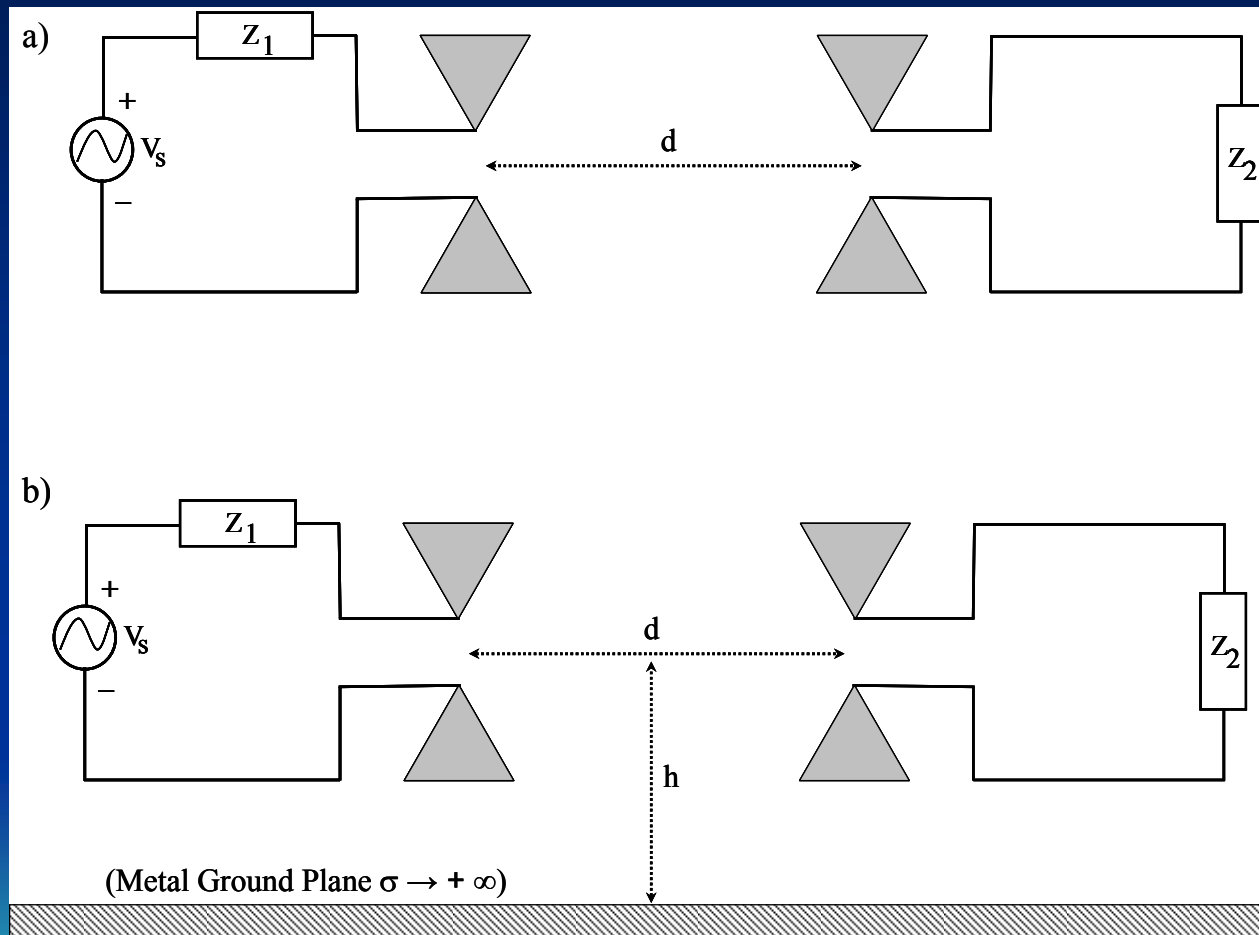 a)
Z1
+
Vs
−
d
Z2
b)
Z1
+
Vs
−
d
Z2
h
(Metal Ground Plane σ → + ∞)